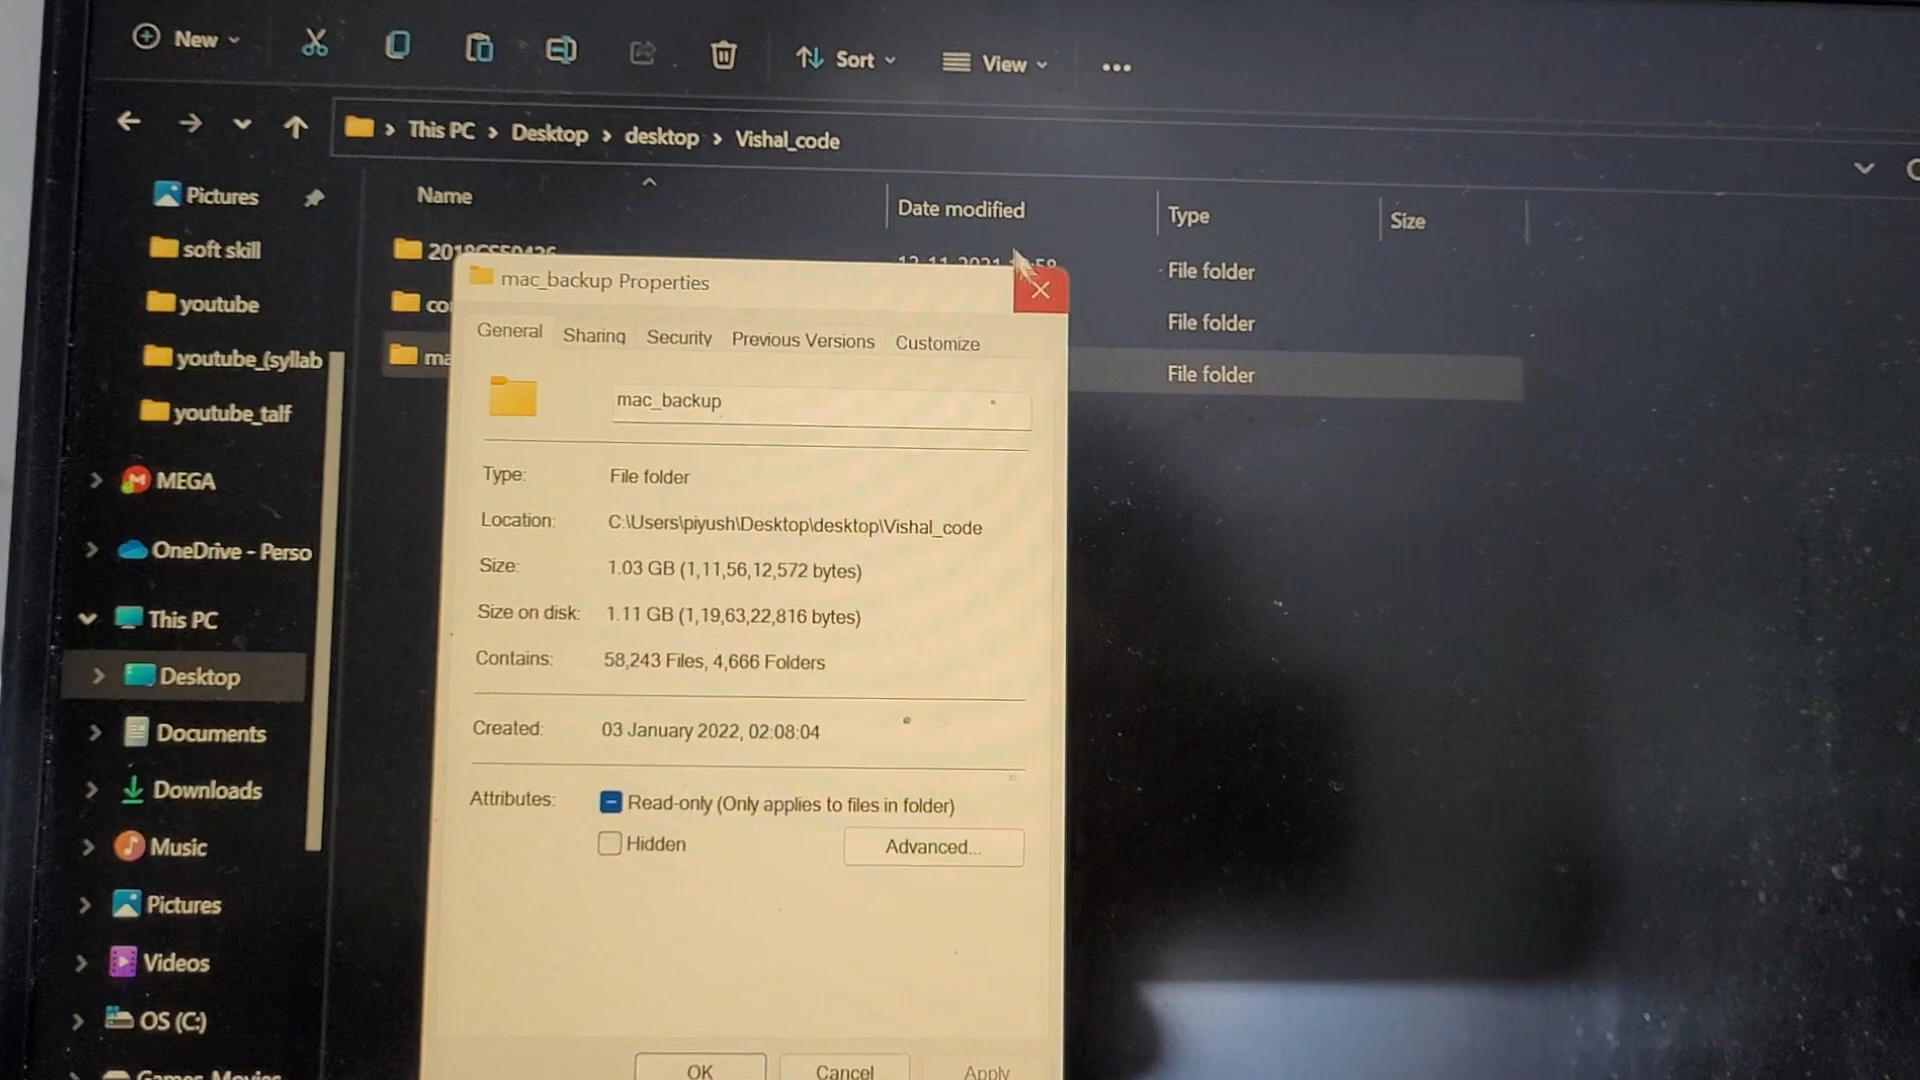 New
Sort
View
This PC > Desktop > desktop > Vishal_code
Name
Date modified
Type
Size
Pictures
soft skill
youtube
youtube_(syllab
youtube_talf
MEGA
OneDrive - Perso
This PC
Desktop
Documents
Downloads
Music
Pictures
Videos
OS (C:)
File folder
File folder
File folder
mac_backup Properties
General
Sharing
Security
Previous Versions
Customize
mac_backup
Type: File folder
Location: C:\Users\piyush\Desktop\desktop\Vishal_code
Size: 1.03 GB (1,11,56,12,572 bytes)
Size on disk: 1.11 GB (1,19,63,22,816 bytes)
Contains: 58,243 Files, 4,666 Folders
Created: 03 January 2022, 02:08:04
Attributes: Read-only (Only applies to files in folder)
Hidden
Advanced...
OK
Cancel
Apply